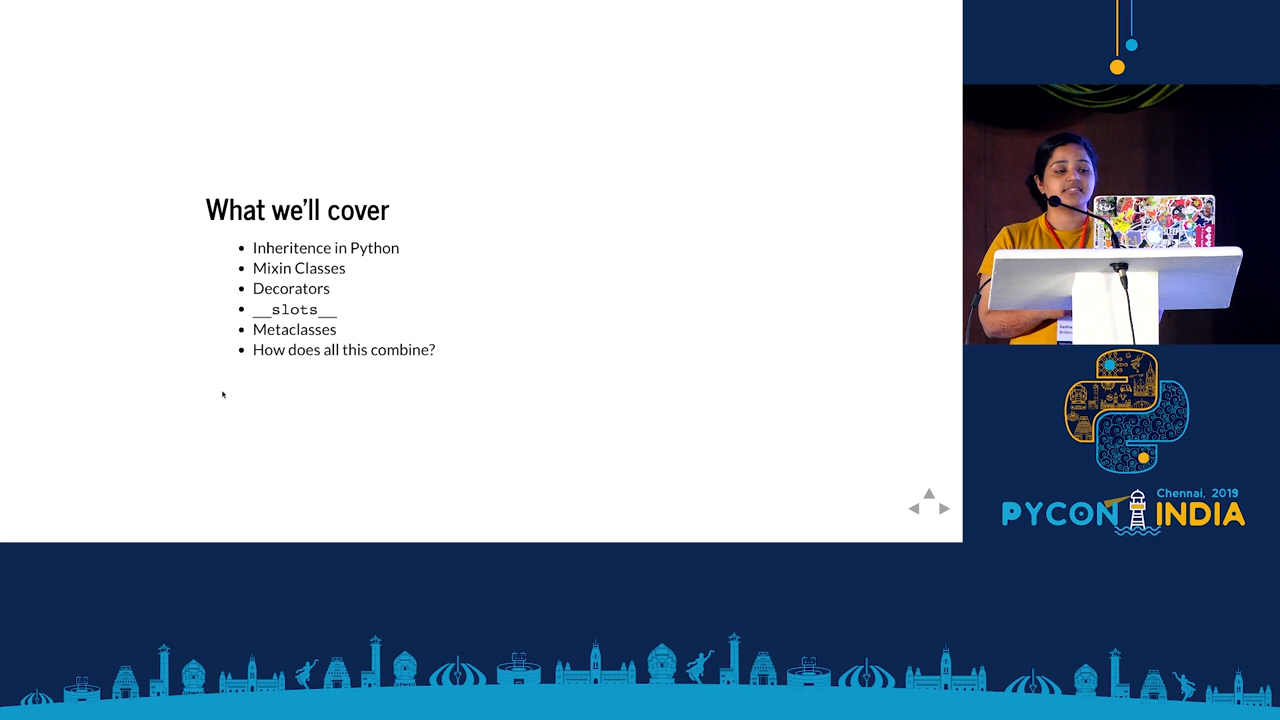 What we'll cover
Inheritence in Python
Mixin Classes
Decorators
__slots__
Metaclasses
How does all this combine?
Chennai, 2019
PYCON INDIA